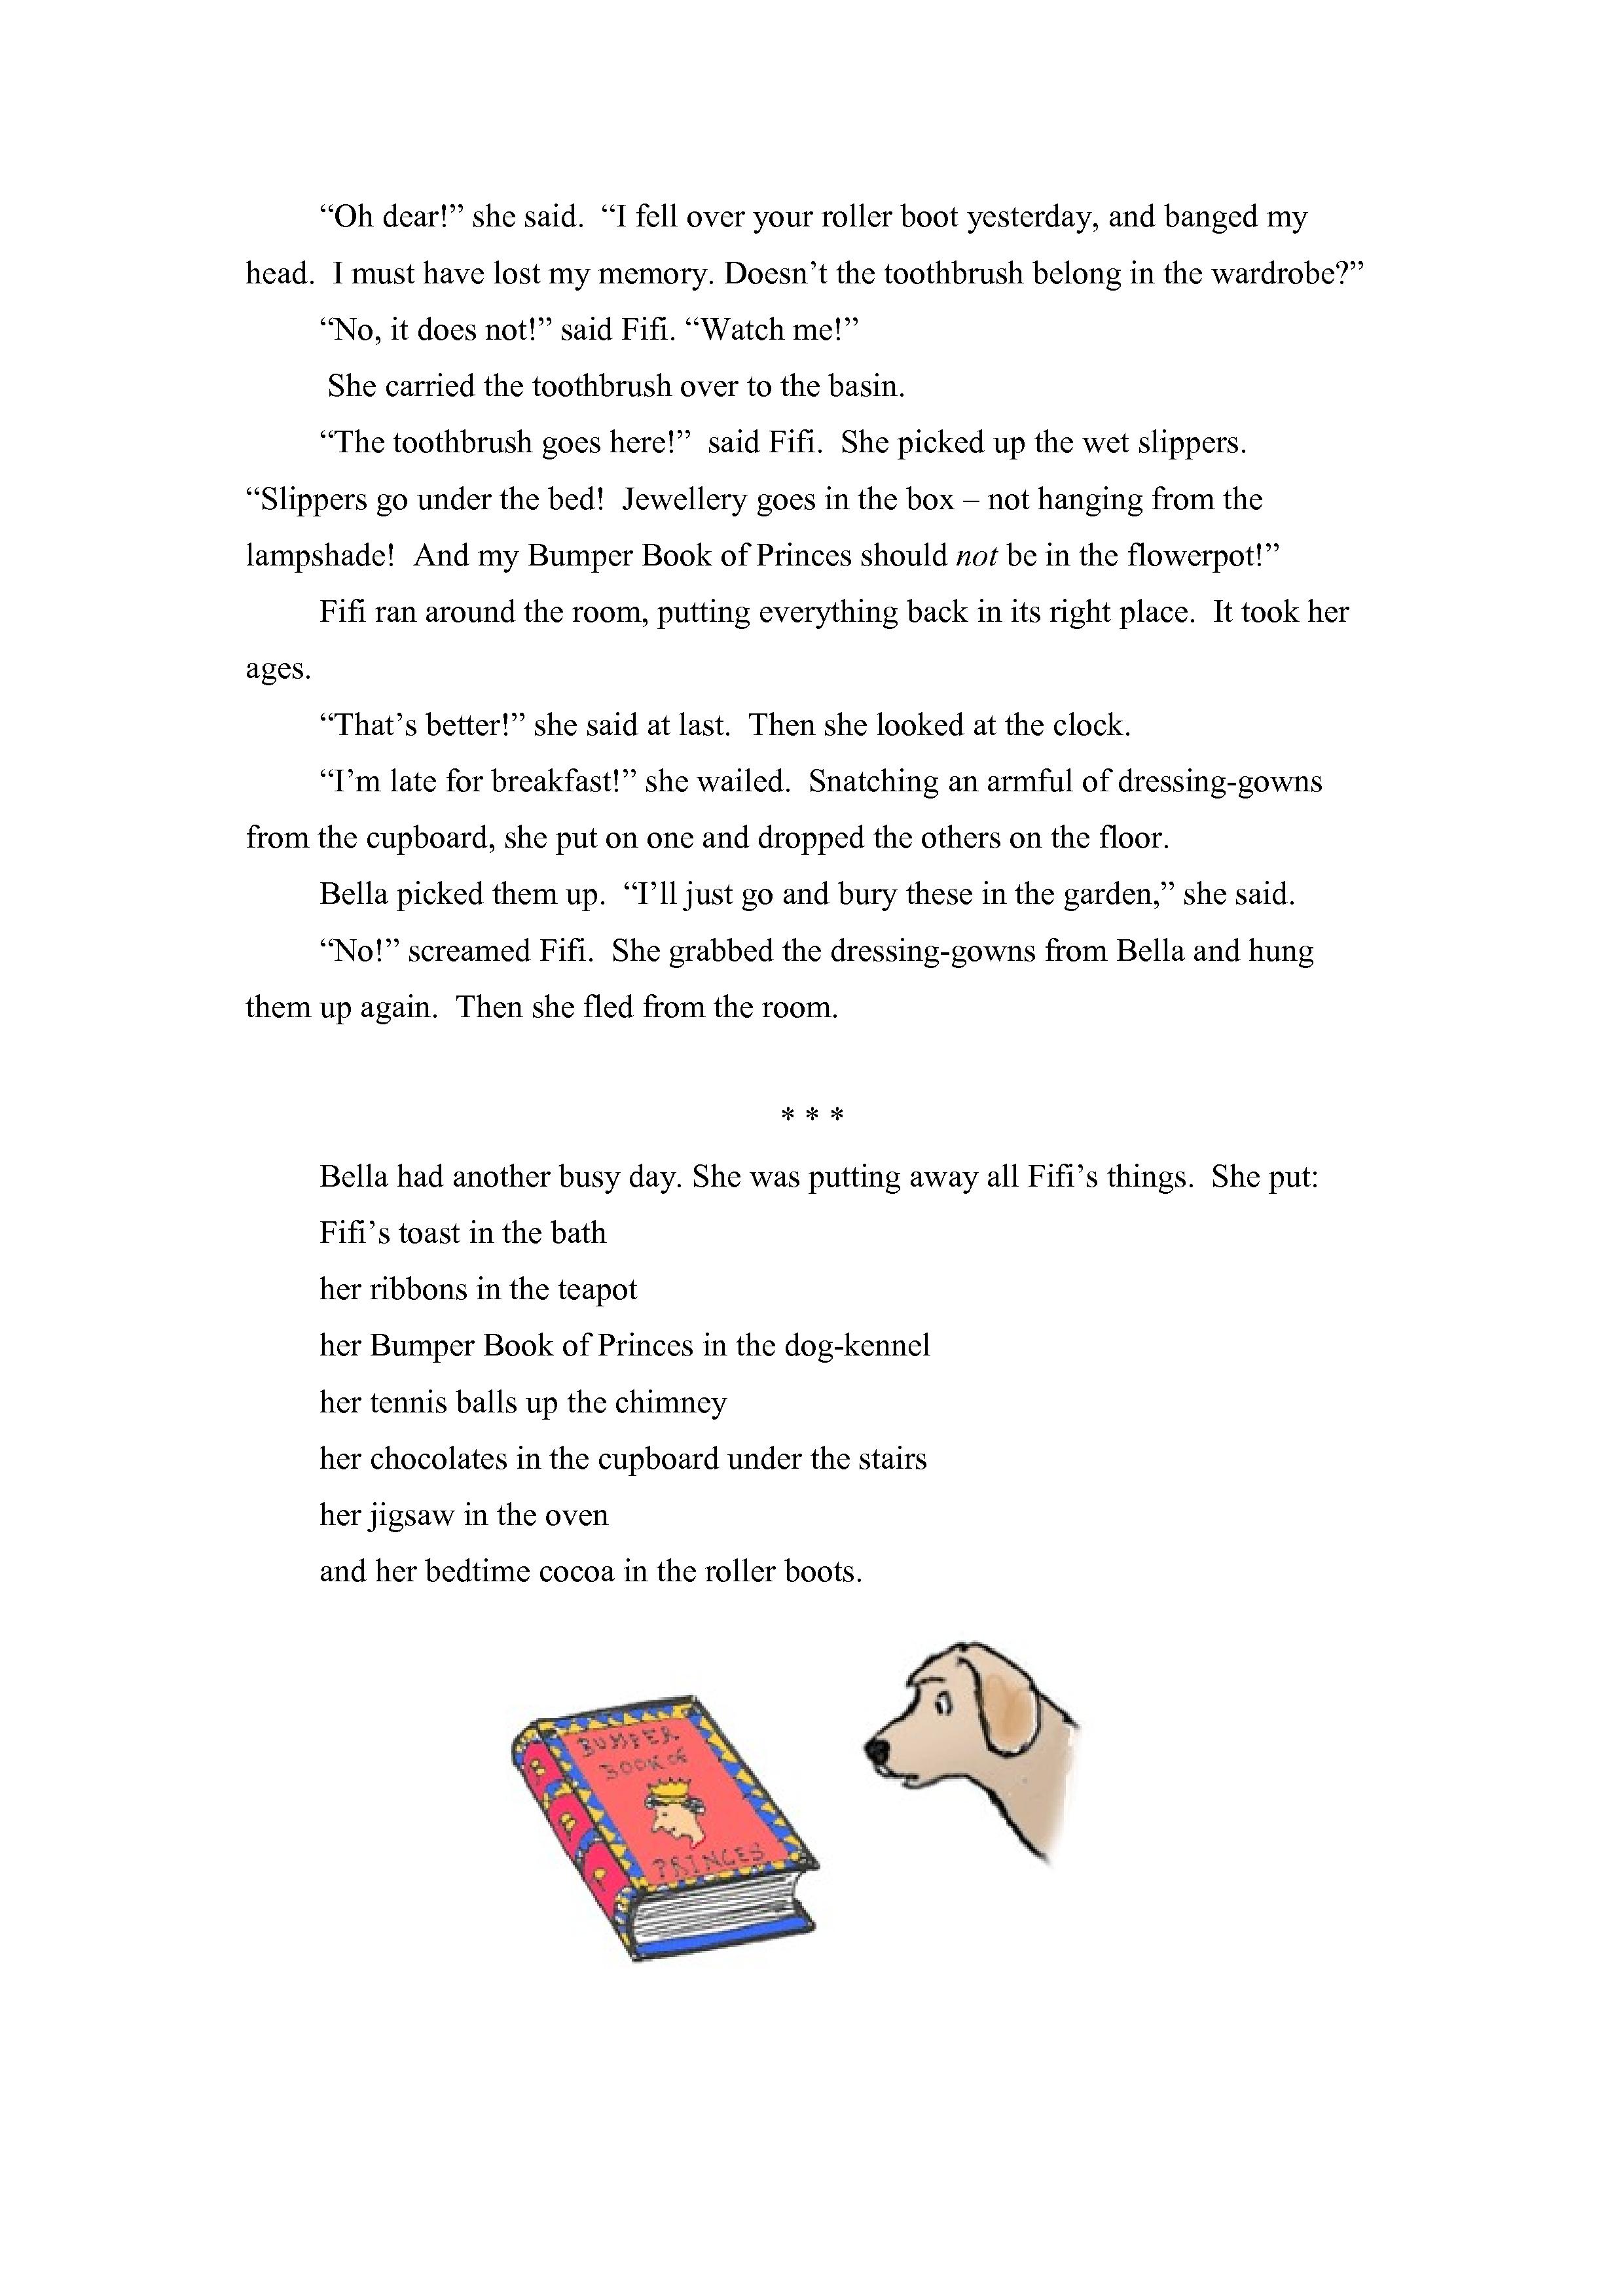 “Oh dear!” she said.  “I fell over your roller boot yesterday, and banged my
head.  I must have lost my memory. Doesn’t the toothbrush belong in the wardrobe?”
“No, it does not!” said Fifi. “Watch me!”
She carried the toothbrush over to the basin.
“The toothbrush goes here!”  said Fifi.  She picked up the wet slippers.
“Slippers go under the bed!  Jewellery goes in the box – not hanging from the
lampshade!  And my Bumper Book of Princes should not be in the flowerpot!”
Fifi ran around the room, putting everything back in its right place.  It took her
ages.
“That’s better!” she said at last.  Then she looked at the clock.
“I’m late for breakfast!” she wailed.  Snatching an armful of dressing-gowns
from the cupboard, she put on one and dropped the others on the floor.
Bella picked them up.  “I’ll just go and bury these in the garden,” she said.
“No!” screamed Fifi.  She grabbed the dressing-gowns from Bella and hung
them up again.  Then she fled from the room.
* * *
Bella had another busy day. She was putting away all Fifi’s things.  She put:
Fifi’s toast in the bath
her ribbons in the teapot
her Bumper Book of Princes in the dog-kennel
her tennis balls up the chimney
her chocolates in the cupboard under the stairs
her jigsaw in the oven
and her bedtime cocoa in the roller boots.
BUMPER
BOOK OF
PRINCES
B
B
P